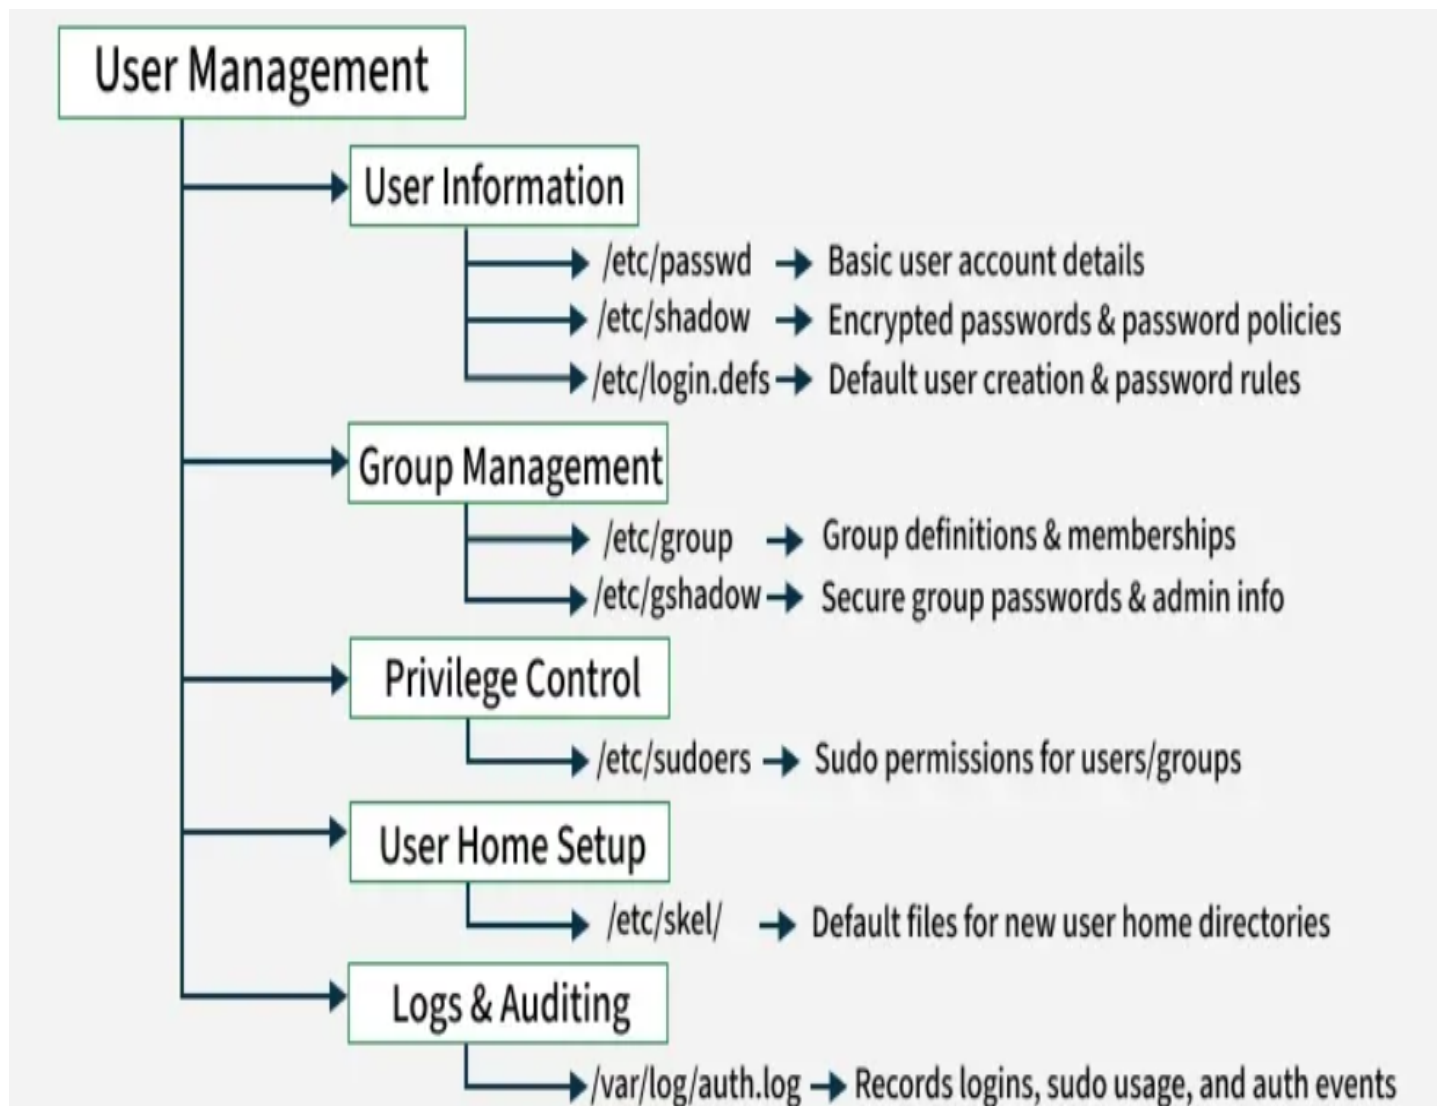 User Management
User Information
/etc/passwd → Basic user account details
/etc/shadow → Encrypted passwords & password policies
/etc/login.defs → Default user creation & password rules
Group Management
/etc/group → Group definitions & memberships
/etc/gshadow → Secure group passwords & admin info
Privilege Control
/etc/sudoers → Sudo permissions for users/groups
User Home Setup
/etc/skel/ → Default files for new user home directories
Logs & Auditing
/var/log/auth.log → Records logins, sudo usage, and auth events